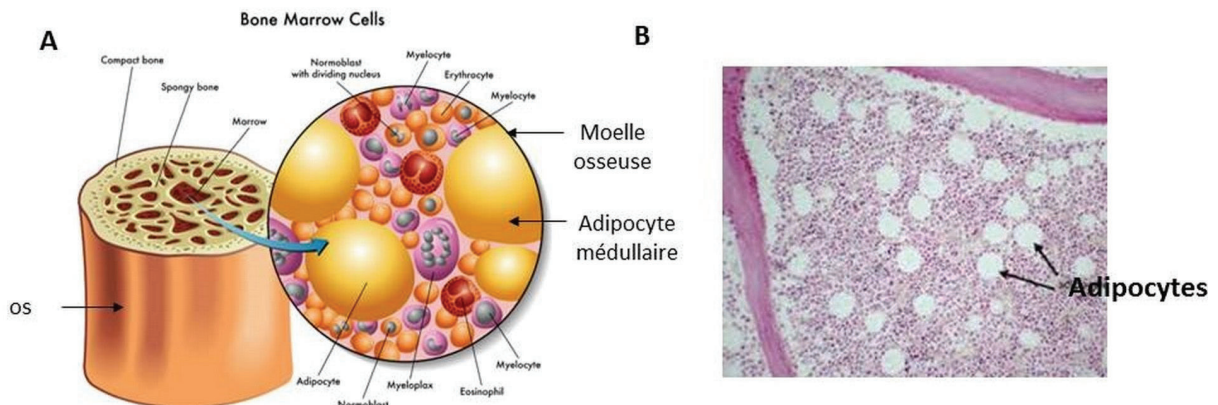 Bone Marrow Cells
A
B
Compact bone
Spongy bone
Marrow
Normoblast
with dividing nucleus
Myelocyte
Erythrocyte
Myelocyte
Moelle
osseuse
Adipocyte
médullaire
os
Adipocyte
Normoblast
Myeloplax
Eosinophil
Myelocyte
Adipocytes